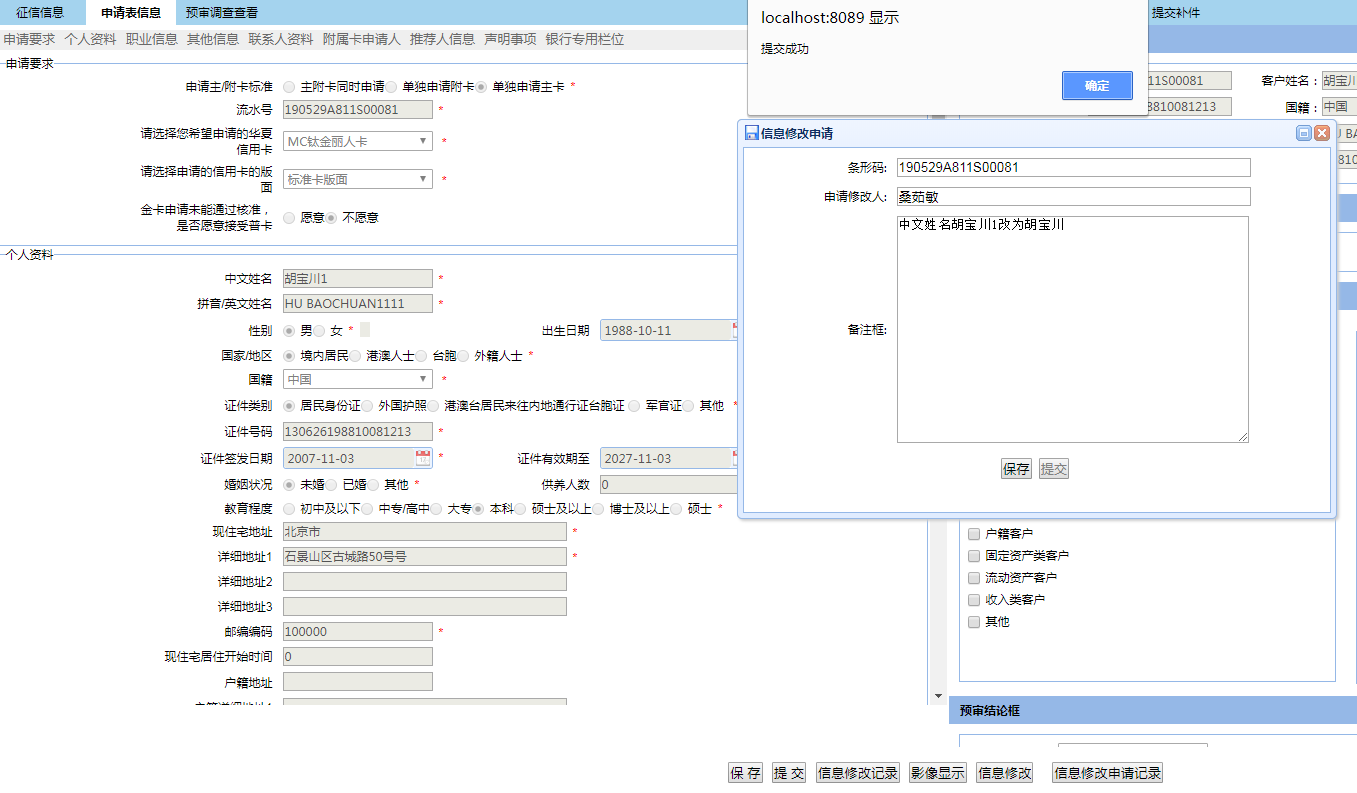 征信信息 申请表信息 预审调查查看 提交补件
申请要求 个人资料 职业信息 其他信息 联系人资料 附属卡申请人 推荐人信息 声明事项 银行专用栏位
localhost:8089 显示
提交成功
确定
申请要求
申请主/附卡标准 主附卡同时申请 单独申请附卡 单独申请主卡 *
流水号 190529A811S00081 *
请选择您希望申请的华夏
信用卡 MC钛金丽人卡 *
请选择申请的信用卡的版
面 标准卡版面 *
金卡申请未能通过核准，
是否愿意接受普卡 愿意 不愿意
个人资料
中文姓名 胡宝川1 *
拼音/英文姓名 HU BAOCHUAN1111 *
性别 男 女 * 出生日期 1988-10-11
国家/地区 境内居民 港澳人士 台胞 外籍人士 *
国籍 中国 *
证件类别 居民身份证 外国护照 港澳台居民来往内地通行证台胞证 军官证 其他 *
证件号码 130626198810081213 *
证件签发日期 2007-11-03 * 证件有效期至 2027-11-03
婚姻状况 未婚 已婚 其他 * 供养人数 0
教育程度 初中及以下 中专/高中 大专 本科 硕士及以上 博士及以上 硕士 *
现住宅地址 北京市 *
详细地址1 石景山区古城路50号号 *
详细地址2
详细地址3
邮编编码 100000 *
现住宅居住开始时间 0
户籍地址
11S00081 客户姓名： 胡宝川
8810081213 国籍： 中国
信息修改申请
条形码: 190529A811S00081
申请修改人: 桑茹敏
备注框: 中文姓名胡宝川1改为胡宝川
保存 提交
户籍客户
固定资产类客户
流动资产客户
收入类客户
其他
预审结论框
保 存 提 交 信息修改记录 影像显示 信息修改 信息修改申请记录